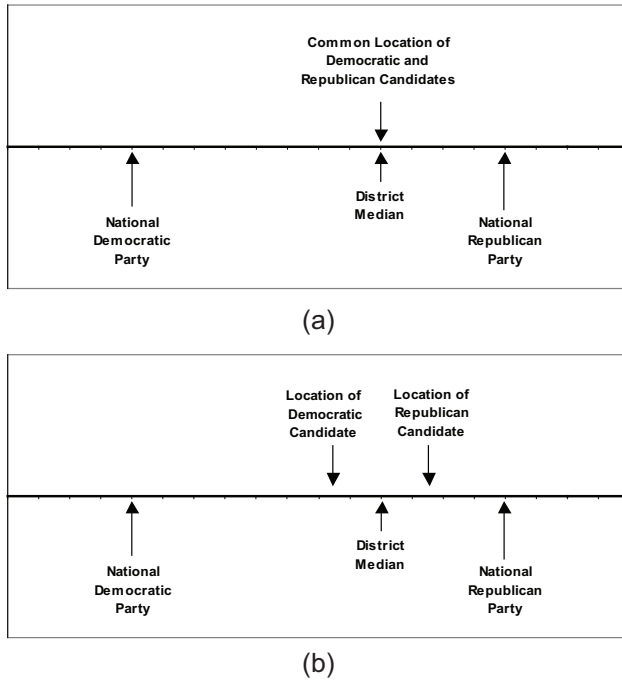 Common Location of
Democratic and
Republican Candidates
District
Median
National
Democratic
Party
National
Republican
Party
(a)
Location of
Democratic
Candidate
Location of
Republican
Candidate
District
Median
National
Democratic
Party
National
Republican
Party
(b)